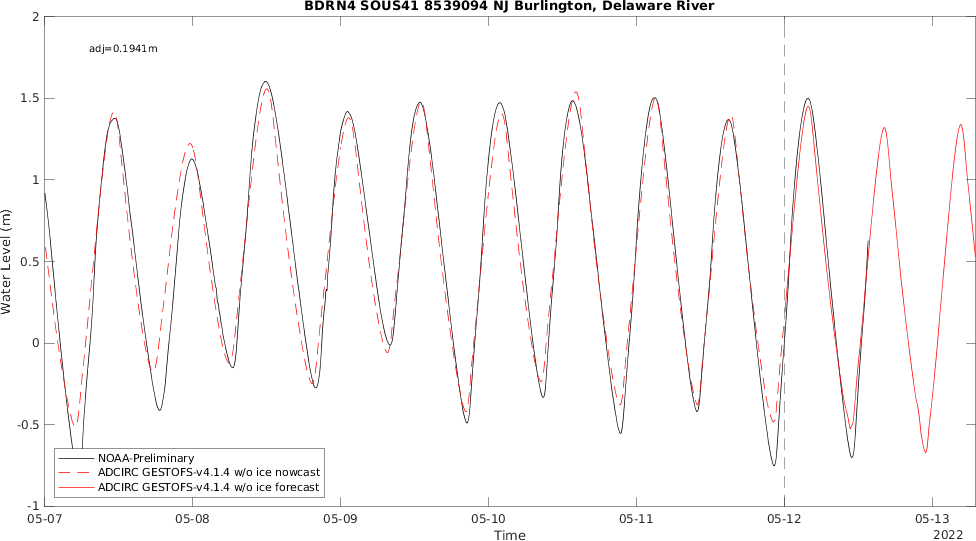 BDRN4 SOUS41 8539094 NJ Burlington, Delaware River
2
adj=0.1941m
1.5
1
0.5
0
-0.5
-1
Water Level (m)
NOAA-Preliminary
ADCIRC GESTOFS-v4.1.4 w/o ice nowcast
ADCIRC GESTOFS-v4.1.4 w/o ice forecast
05-07 05-08 05-09 05-10 05-11 05-12 05-13
Time
2022